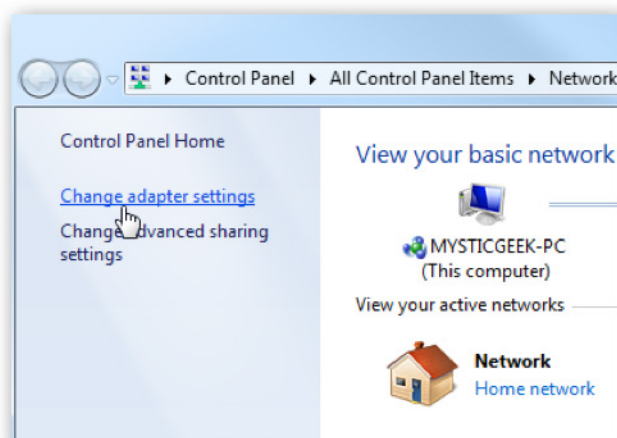 Control Panel All Control Panel Items Network
Control Panel Home
Change adapter settings
Change advanced sharing
settings
View your basic network
MYSTICGEEK-PC
(This computer)
View your active networks
Network
Home network